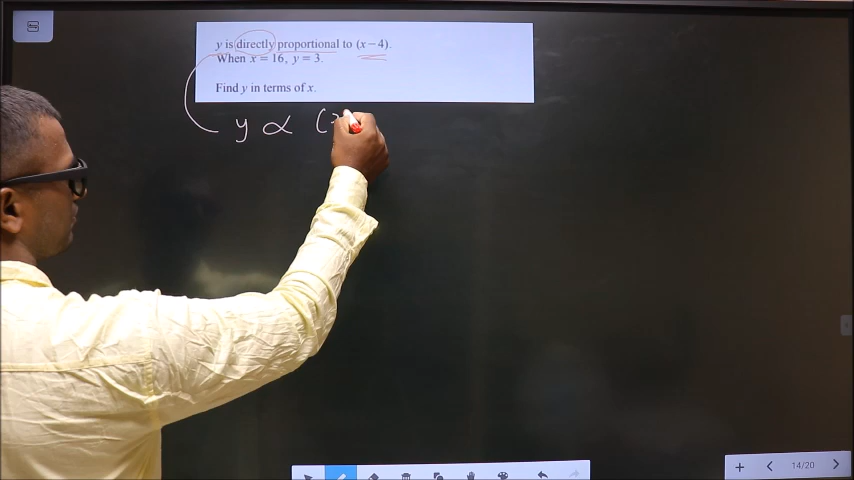 y is directly proportional to (x−4).
When x = 16, y = 3.
Find y in terms of x.
y ∝ (
14/20